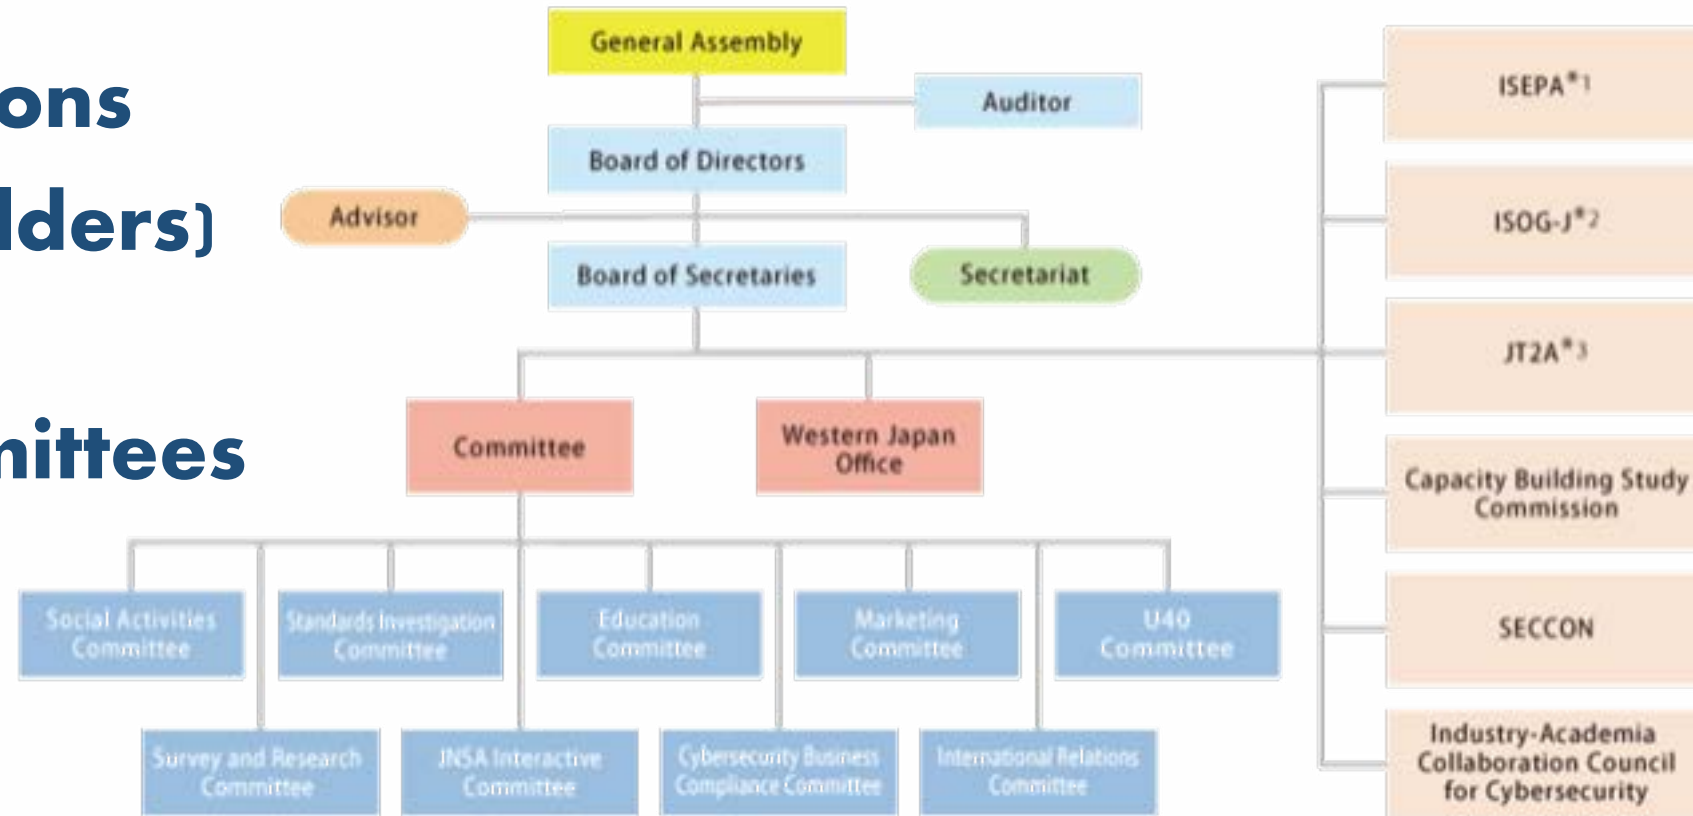 ons
lders)
mittees
General Assembly
Auditor
Board of Directors
Advisor
Board of Secretaries
Secretariat
Committee
Western Japan
Office
Social Activities
Committee
Standards Investigation
Committee
Education
Committee
Marketing
Committee
U40
Committee
Survey and Research
Committee
JNSA Interactive
Committee
Cybersecurity Business
Compliance Committee
International Relations
Committee
ISEPA*1
ISOG-J*2
JT2A*3
Capacity Building Study
Commission
SECCON
Industry-Academia
Collaboration Council
for Cybersecurity